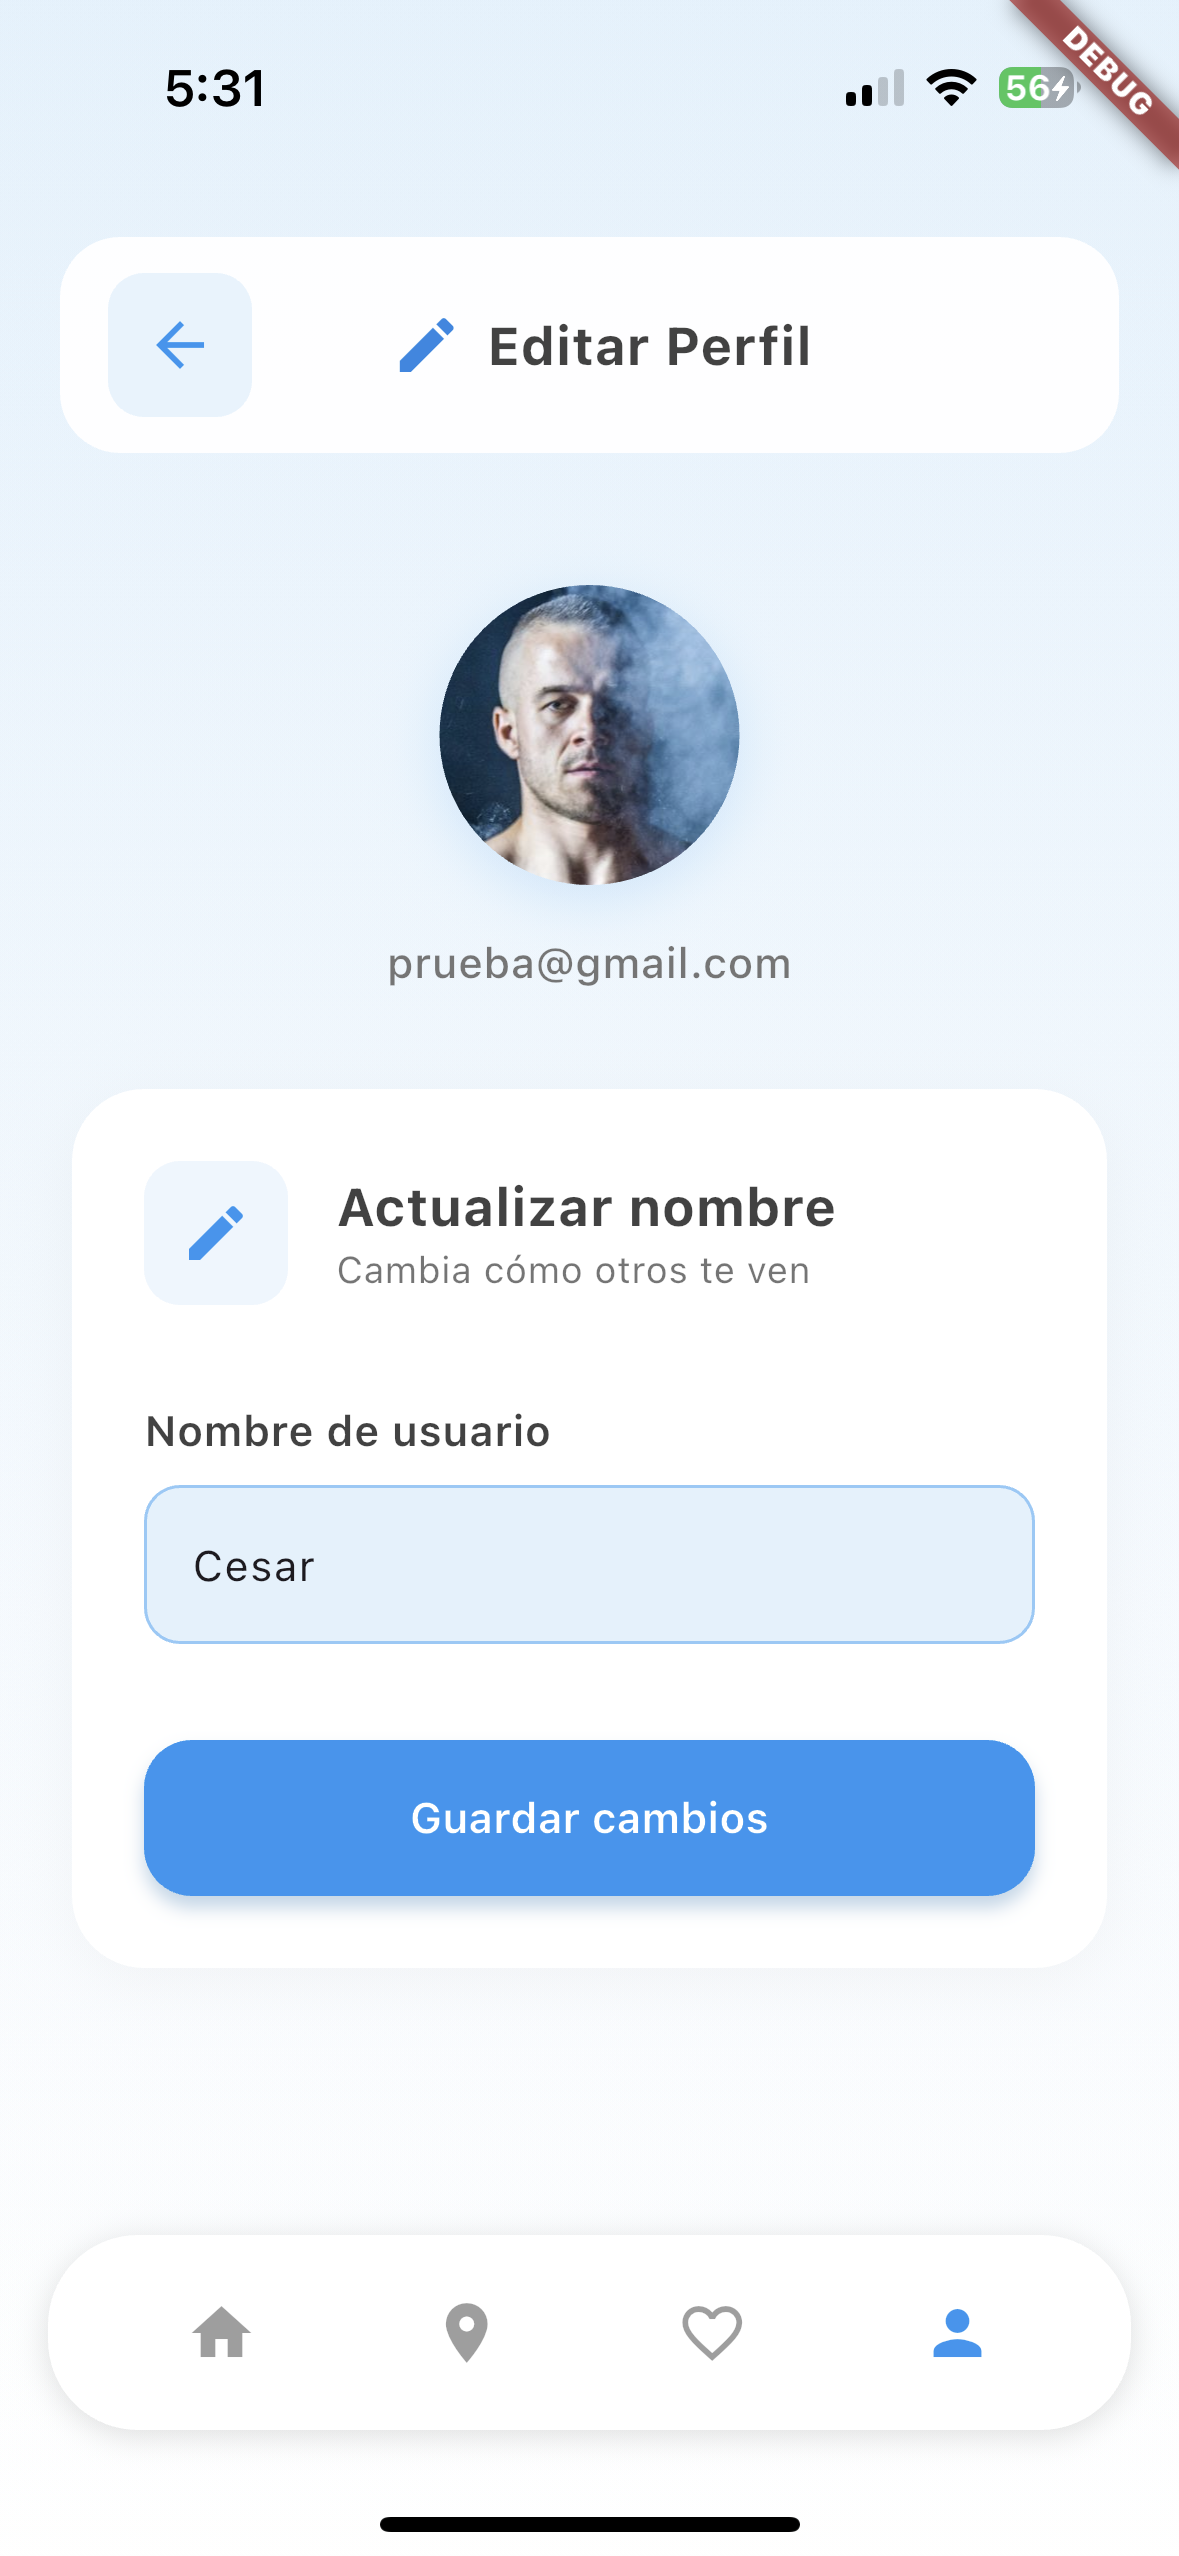 5:31
56
DEBUG
Editar Perfil
prueba@gmail.com
Actualizar nombre
Cambia cómo otros te ven
Nombre de usuario
Cesar
Guardar cambios